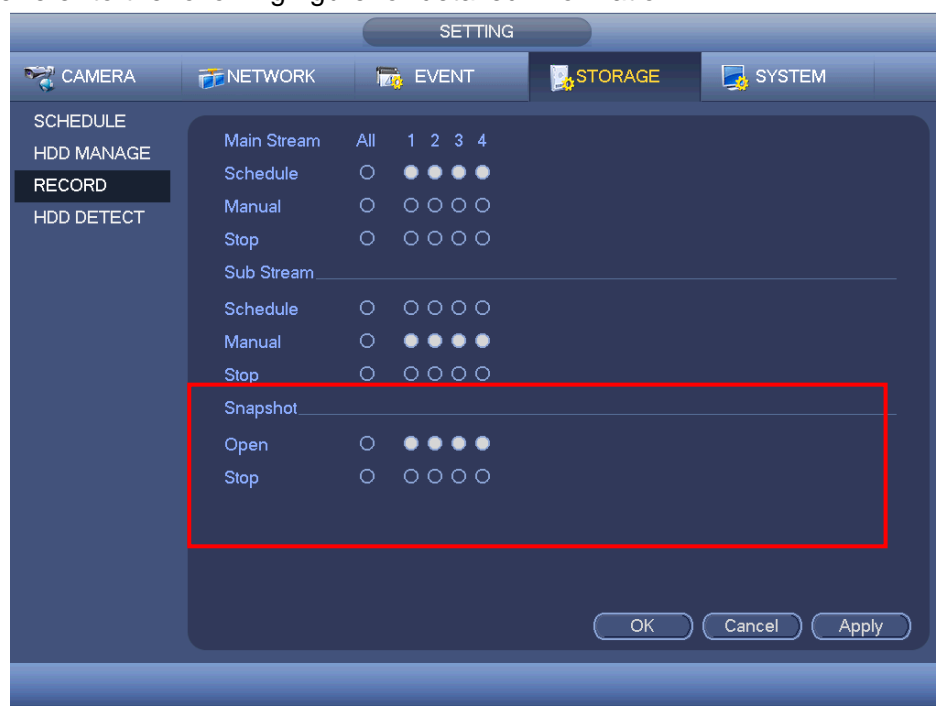 SETTING
CAMERA NETWORK EVENT STORAGE SYSTEM
SCHEDULE
HDD MANAGE
RECORD
HDD DETECT
Main Stream All 1 2 3 4
Schedule
Manual
Stop
Sub Stream
Schedule
Manual
Stop
Snapshot
Open
Stop
OK Cancel Apply